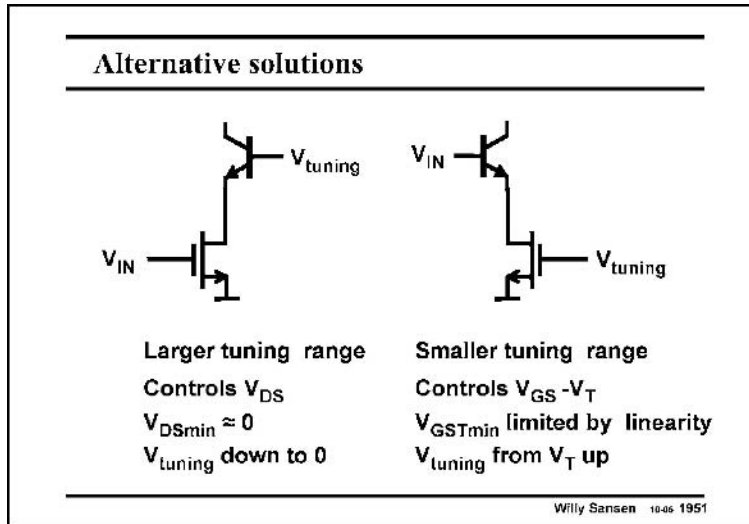 Alternative solutions
V_tuning
V_IN
V_IN
V_tuning
Larger tuning range
Controls V_DS
V_DSmin ≈ 0
V_tuning down to 0
Smaller tuning range
Controls V_GS -V_T
V_GSTmin limited by linearity
V_tuning from V_T up
Willy Sansen 10-05 1951